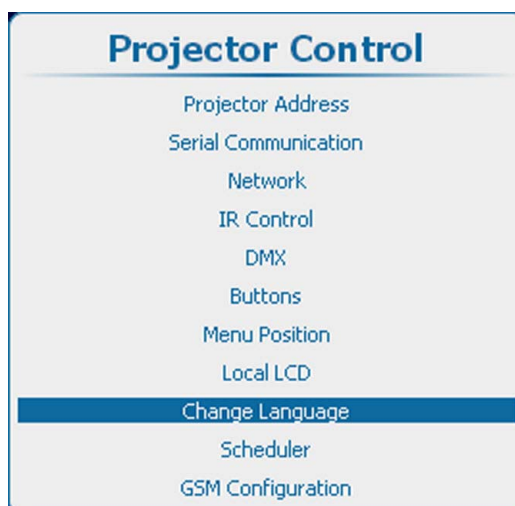 Projector Control
Projector Address
Serial Communication
Network
IR Control
DMX
Buttons
Menu Position
Local LCD
Change Language
Scheduler
GSM Configuration